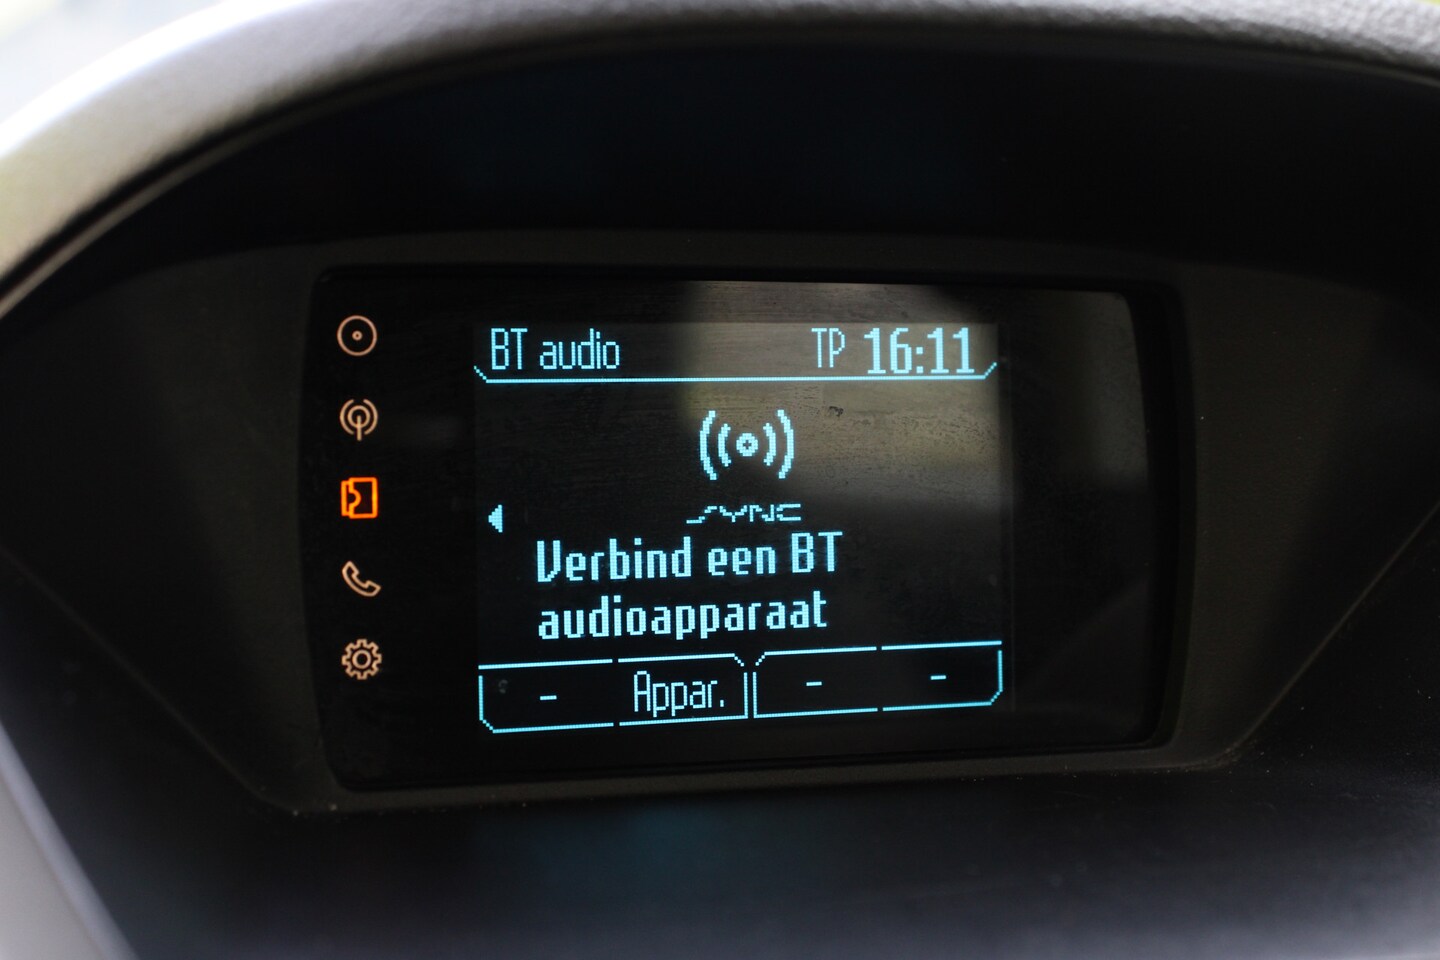 BT audio TP 16:11
SYNC
Verbind een BT
audioapparaat
- Appar. - -